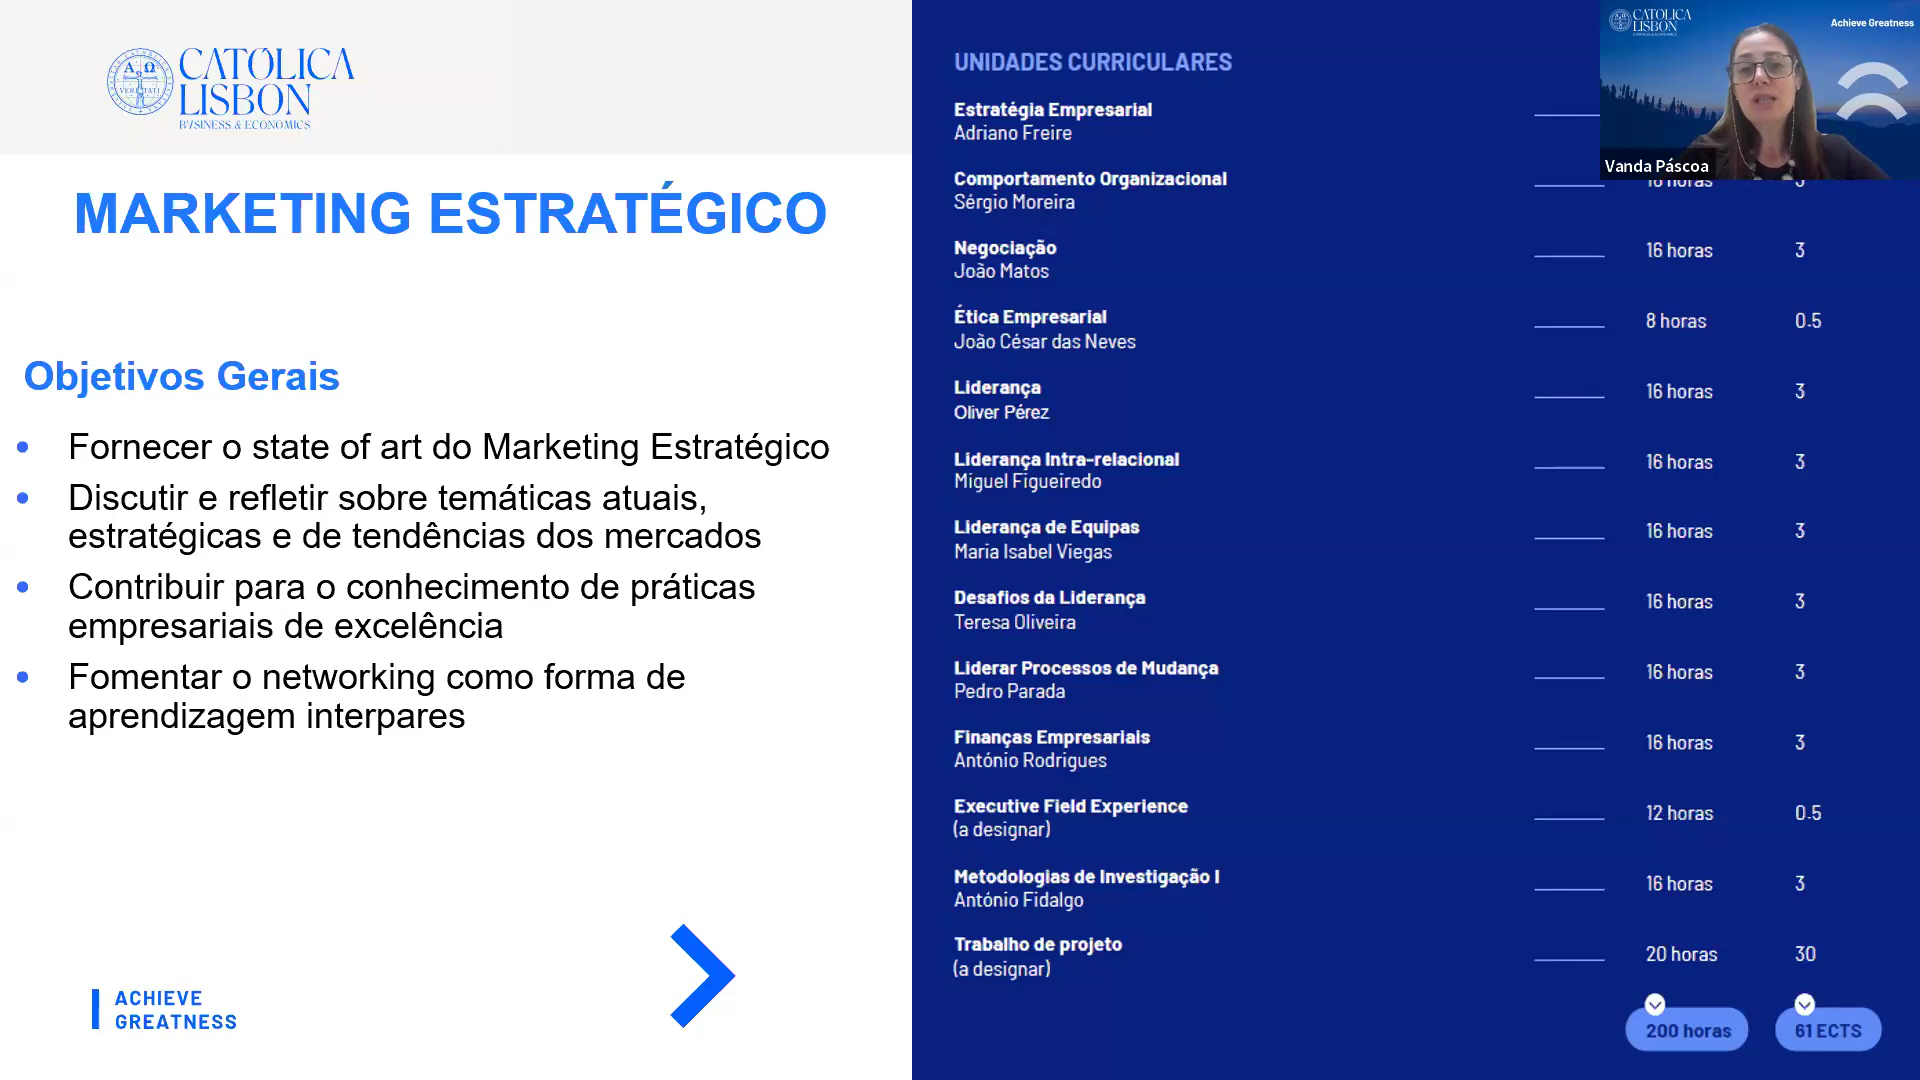 CATÓLICA
LISBON
BUSINESS & ECONOMICS
MARKETING ESTRATÉGICO
Objetivos Gerais
• Fornecer o state of art do Marketing Estratégico
• Discutir e refletir sobre temáticas atuais,
estratégicas e de tendências dos mercados
• Contribuir para o conhecimento de práticas
empresariais de excelência
• Fomentar o networking como forma de
aprendizagem interpares
ACHIEVE
GREATNESS
UNIDADES CURRICULARES
Estratégia Empresarial
Adriano Freire
Comportamento Organizacional
Sérgio Moreira
16 horas 3
Negociação
João Matos
16 horas 3
Ética Empresarial
João César das Neves
8 horas 0.5
Liderança
Oliver Pérez
16 horas 3
Liderança Intra-relacional
Miguel Figueiredo
16 horas 3
Liderança de Equipas
Maria Isabel Viegas
16 horas 3
Desafios da Liderança
Teresa Oliveira
16 horas 3
Liderar Processos de Mudança
Pedro Parada
16 horas 3
Finanças Empresariais
António Rodrigues
16 horas 3
Executive Field Experience
(a designar)
12 horas 0.5
Metodologias de Investigação I
António Fidalgo
16 horas 3
Trabalho de projeto
(a designar)
20 horas 30
200 horas 61 ECTS
CATÓLICA
LISBON
BUSINESS & ECONOMICS
Achieve Greatness
Vanda Páscoa